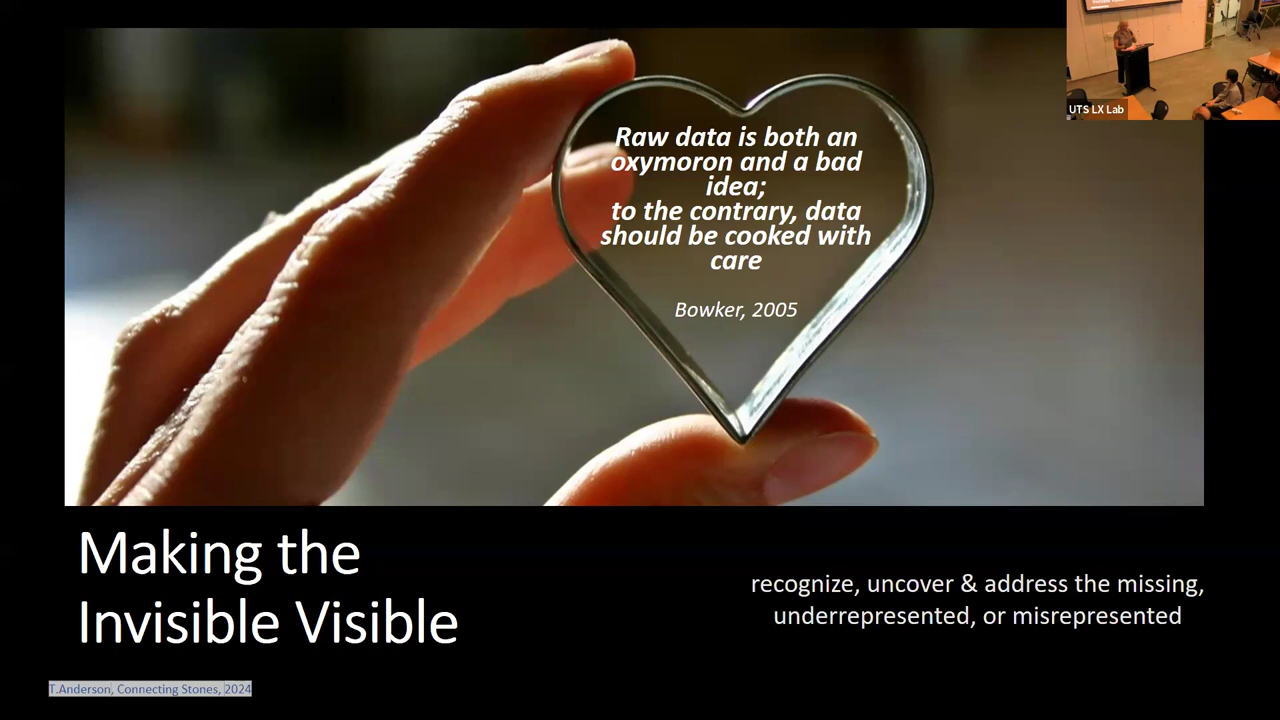 Raw data is both an
oxymoron and a bad
idea;
to the contrary, data
should be cooked with
care
Bowker, 2005
UTS LX Lab
Making the
Invisible Visible
recognize, uncover & address the missing,
underrepresented, or misrepresented
T.Anderson, Connecting Stones, 2024